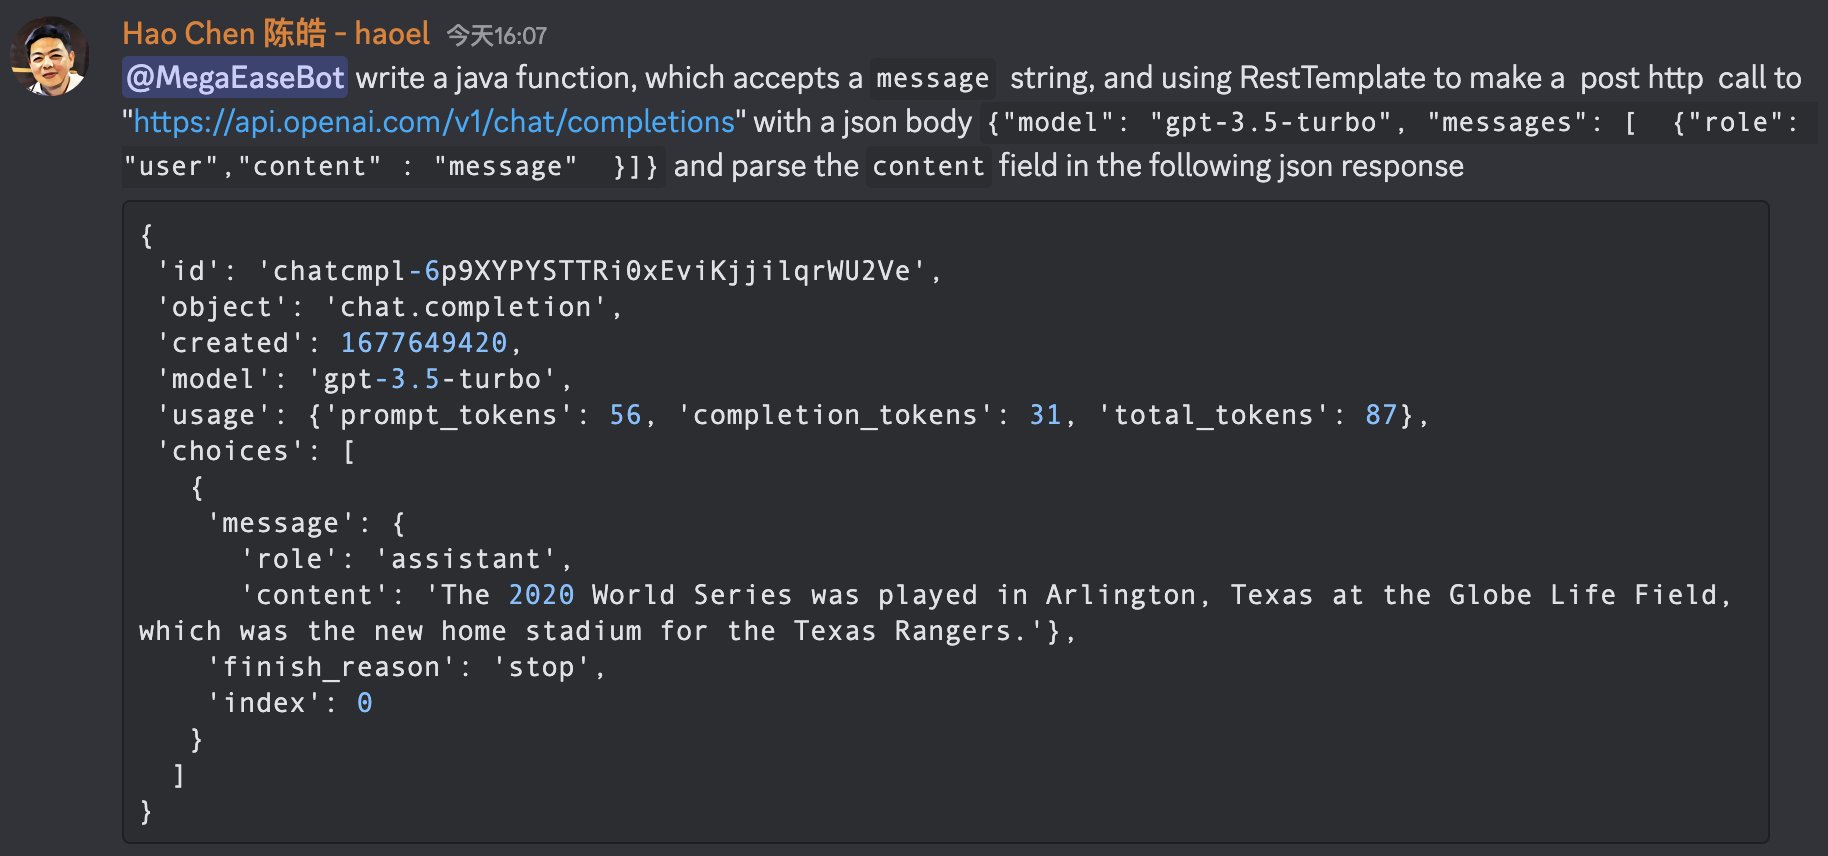 Hao Chen 陈皓 - haoel 今天16:07
@MegaEaseBot write a java function, which accepts a message string, and using RestTemplate to make a post http call to
"https://api.openai.com/v1/chat/completions" with a json body {"model": "gpt-3.5-turbo", "messages": [ {"role":
"user","content" : "message" }]} and parse the content field in the following json response
{
'id': 'chatcmpl-6p9XYPYSTTRi0xEviKjjilqrWU2Ve',
'object': 'chat.completion',
'created': 1677649420,
'model': 'gpt-3.5-turbo',
'usage': {'prompt_tokens': 56, 'completion_tokens': 31, 'total_tokens': 87},
'choices': [
{
'message': {
'role': 'assistant',
'content': 'The 2020 World Series was played in Arlington, Texas at the Globe Life Field,
which was the new home stadium for the Texas Rangers.'},
'finish_reason': 'stop',
'index': 0
}
]
}